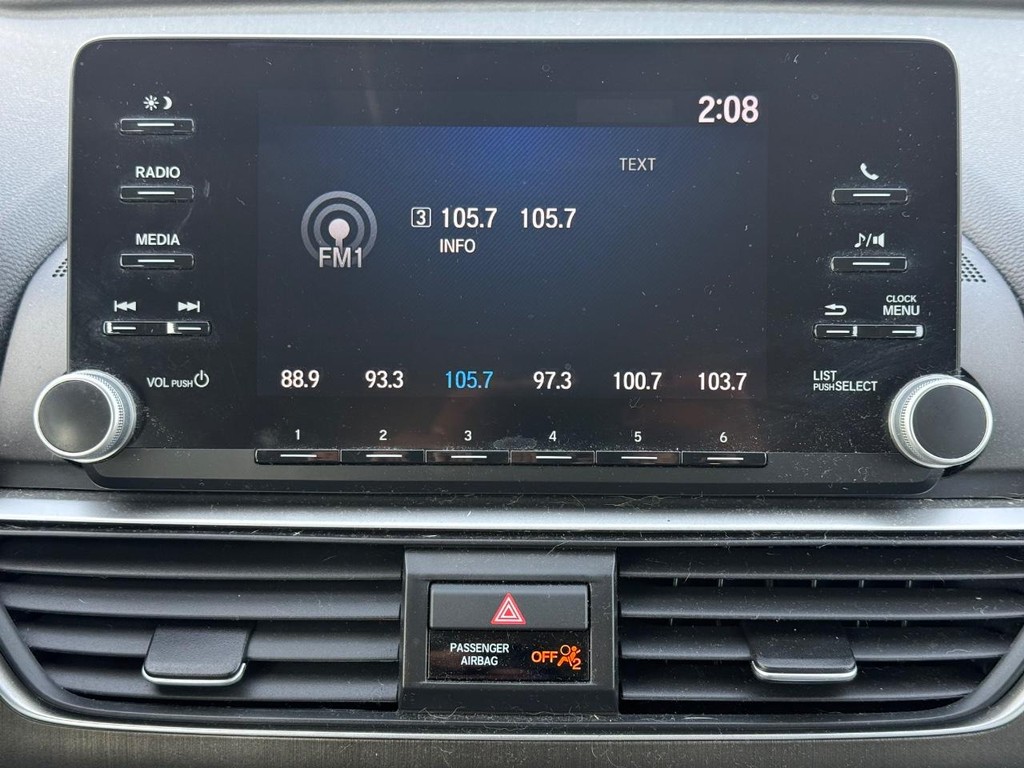 2:08
RADIO
TEXT
3 105.7 105.7
INFO
FM1
MEDIA
CLOCK
MENU
VOL PUSH
LIST
PUSH SELECT
88.9 93.3 105.7 97.3 100.7 103.7
1 2 3 4 5 6
PASSENGER
AIRBAG
OFF
2